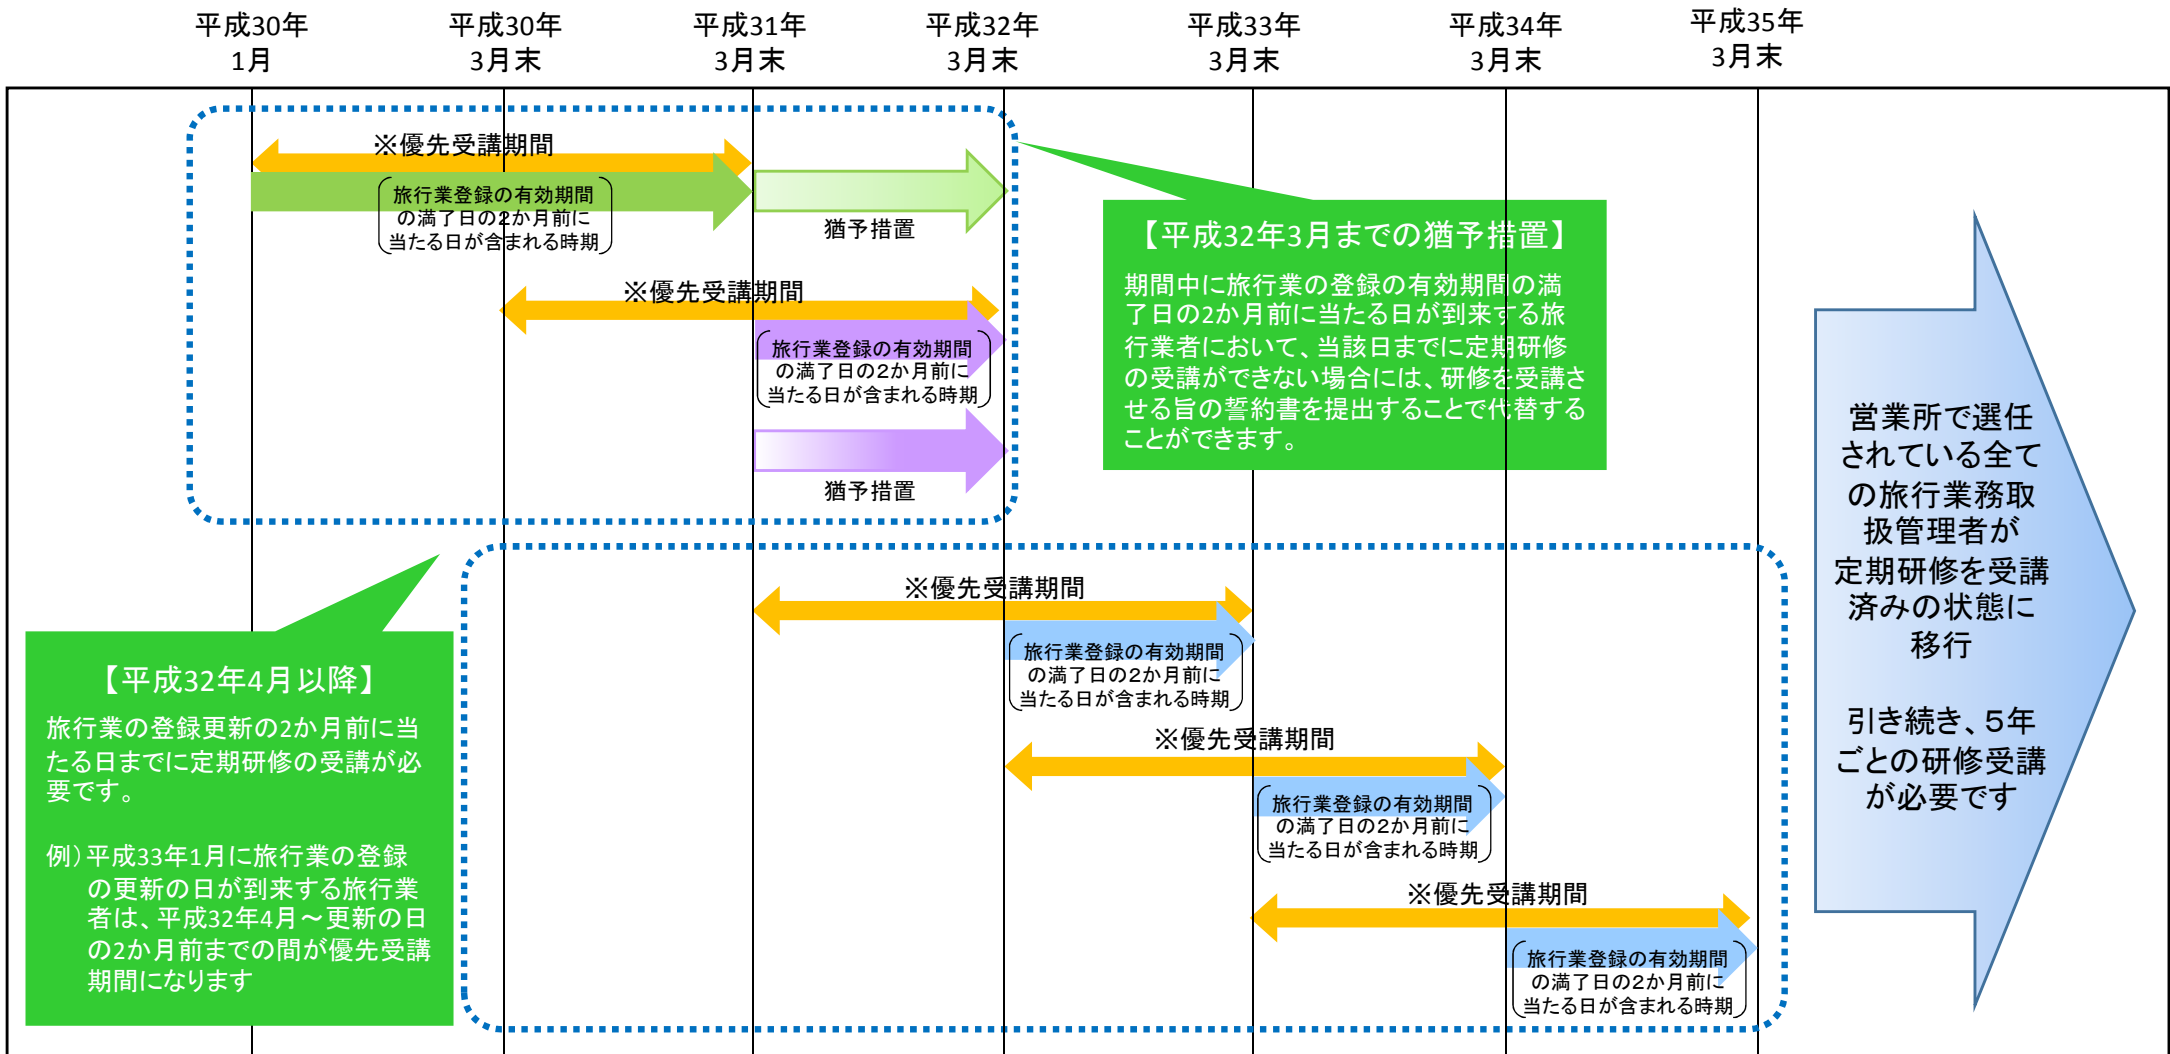 平成30年
1月
平成30年
3月末
平成31年
3月末
平成32年
3月末
平成33年
3月末
平成34年
3月末
平成35年
3月末
※優先受講期間
旅行業登録の有効期間
の満了日の2か月前に
当たる日が含まれる時期
猶予措置
※優先受講期間
旅行業登録の有効期間
の満了日の2か月前に
当たる日が含まれる時期
猶予措置
【平成32年3月までの猶予措置】
期間中に旅行業の登録の有効期間の満
了日の2か月前に当たる日が到来する旅
行業者において、当該日までに定期研修
の受講ができない場合には、研修を受講さ
せる旨の誓約書を提出することで代替する
ことができます。
※優先受講期間
旅行業登録の有効期間
の満了日の2か月前に
当たる日が含まれる時期
※優先受講期間
旅行業登録の有効期間
の満了日の2か月前に
当たる日が含まれる時期
※優先受講期間
旅行業登録の有効期間
の満了日の2か月前に
当たる日が含まれる時期
【平成32年4月以降】
旅行業の登録更新の2か月前に当
たる日までに定期研修の受講が必
要です。
例）平成33年1月に旅行業の登録
の更新の日が到来する旅行業
者は、平成32年4月～更新の日
の2か月前までの間が優先受講
期間になります
営業所で選任
されている全て
の旅行業務取
扱管理者が
定期研修を受講
済みの状態に
移行
引き続き、５年
ごとの研修受講
が必要です